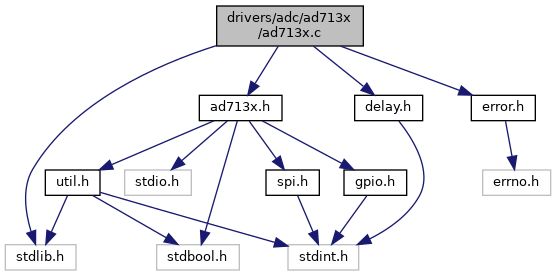 drivers/adc/ad713x
/ad713x.c
ad713x.h
delay.h
error.h
util.h
stdio.h
spi.h
gpio.h
errno.h
stdlib.h
stdbool.h
stdint.h